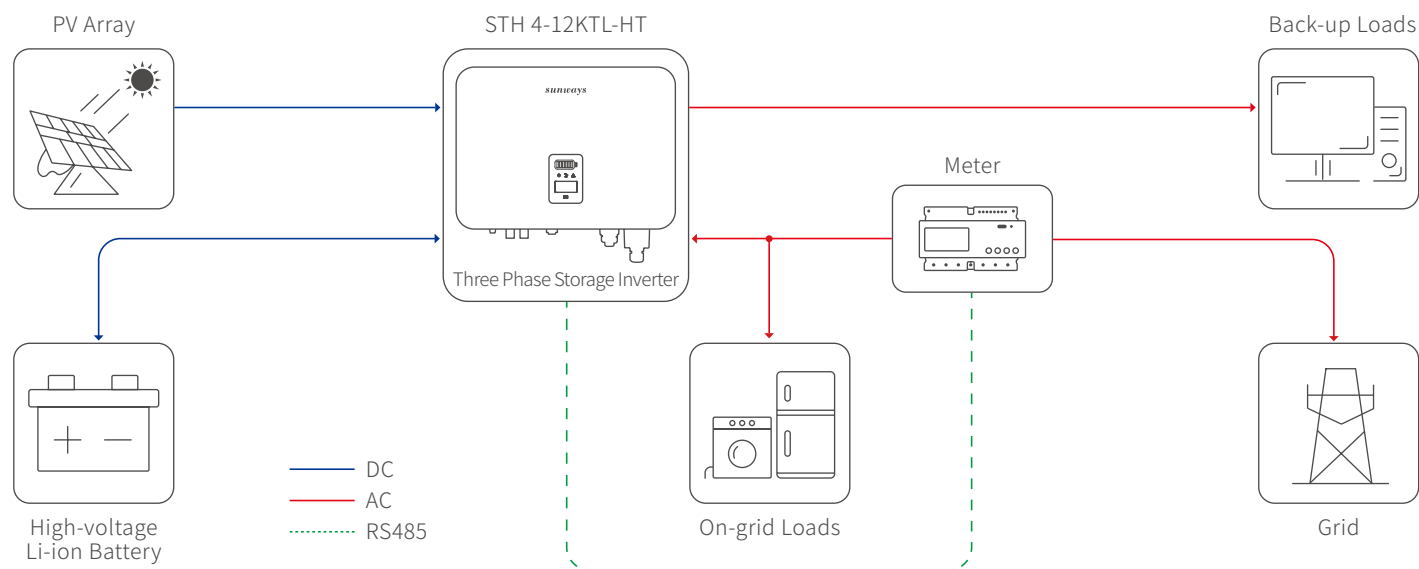 PV Array
STH 4-12KTL-HT
Back-up Loads
sunways
Meter
Three Phase Storage Inverter
DC
AC
RS485
High-voltage
Li-ion Battery
On-grid Loads
Grid